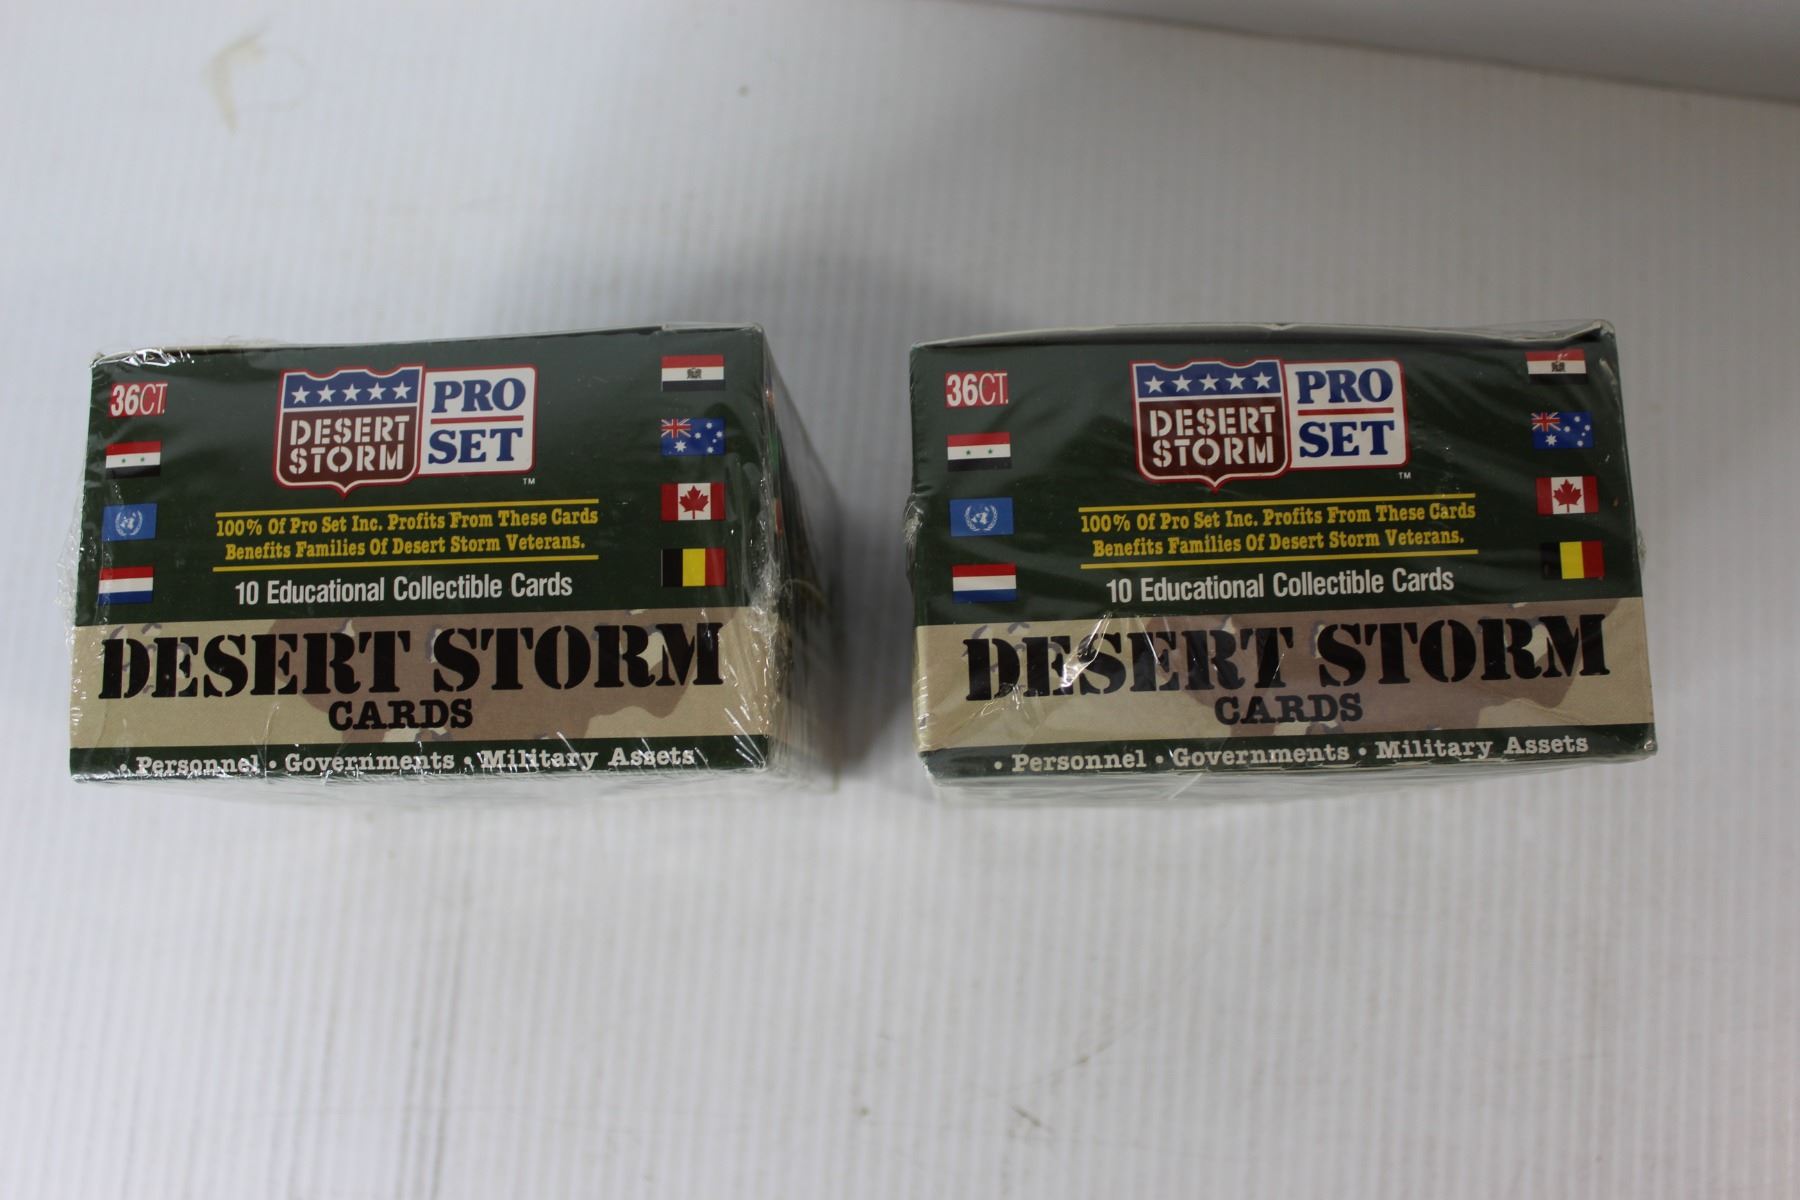 36CT.
DESERT
STORM
PRO
SET
TM
100% Of Pro Set Inc. Profits From These Cards
Benefits Families Of Desert Storm Veterans.
10 Educational Collectible Cards
DESERT STORM
CARDS
• Personnel • Governments • Military Assets
36CT.
DESERT
STORM
PRO
SET
TM
100% Of Pro Set Inc. Profits From These Cards
Benefits Families Of Desert Storm Veterans.
10 Educational Collectible Cards
DESERT STORM
CARDS
• Personnel • Governments • Military Assets